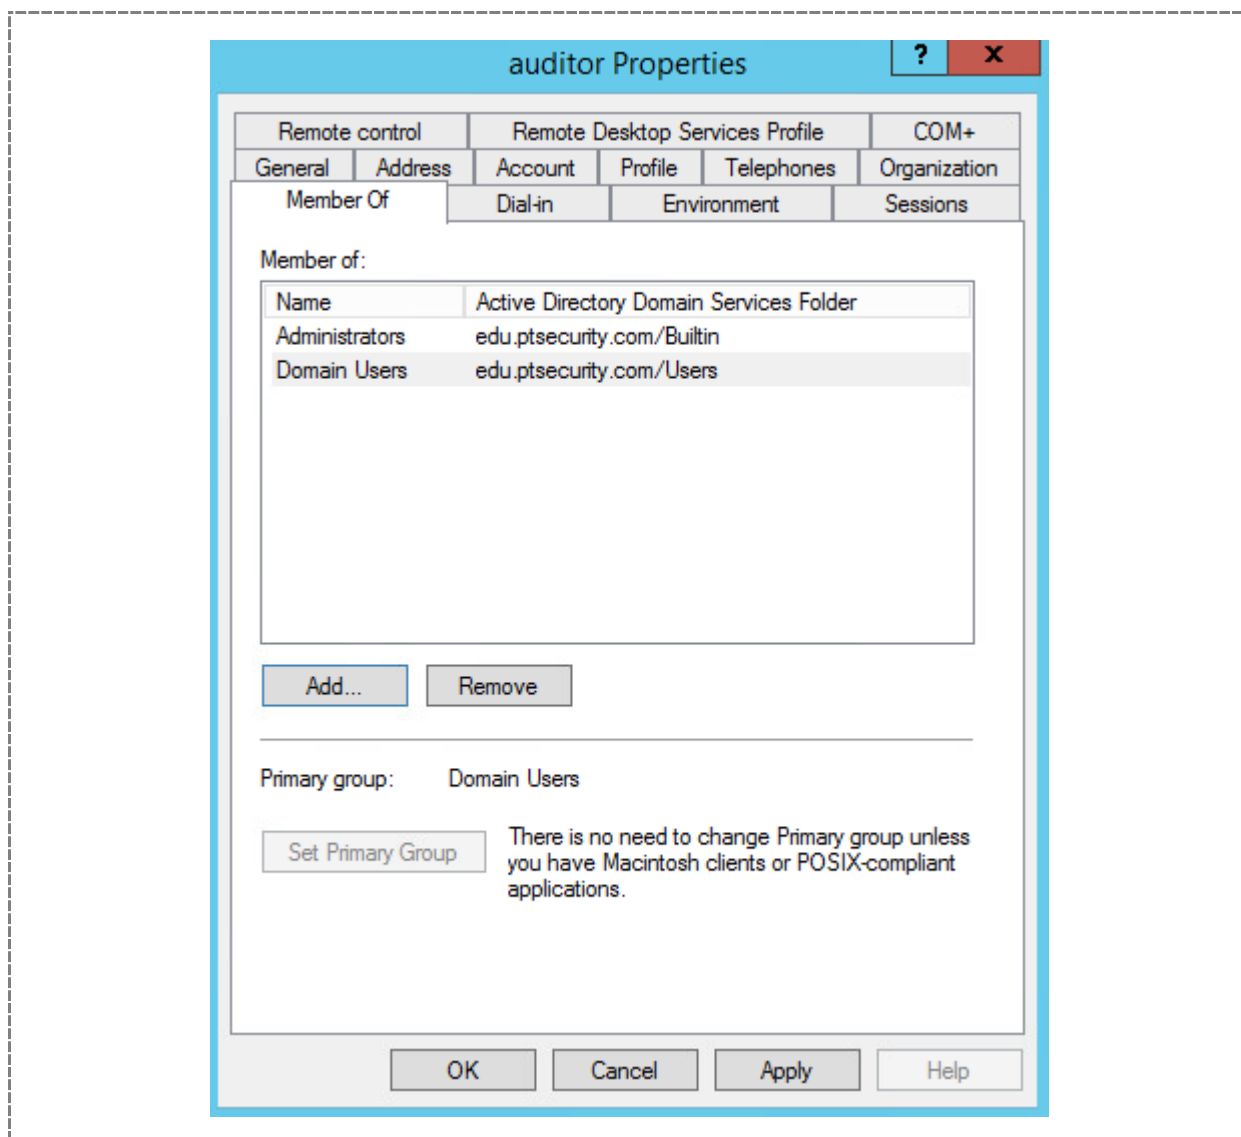 auditor Properties
?
x
Remote control
Remote Desktop Services Profile
COM+
General
Address
Account
Profile
Telephones
Organization
Member Of
Dial-in
Environment
Sessions
Member of:
Name
Active Directory Domain Services Folder
Administrators
edu.ptsecurity.com/Builtin
Domain Users
edu.ptsecurity.com/Users
Add...
Remove
Primary group:
Domain Users
Set Primary Group
There is no need to change Primary group unless
you have Macintosh clients or POSIX-compliant
applications.
OK
Cancel
Apply
Help